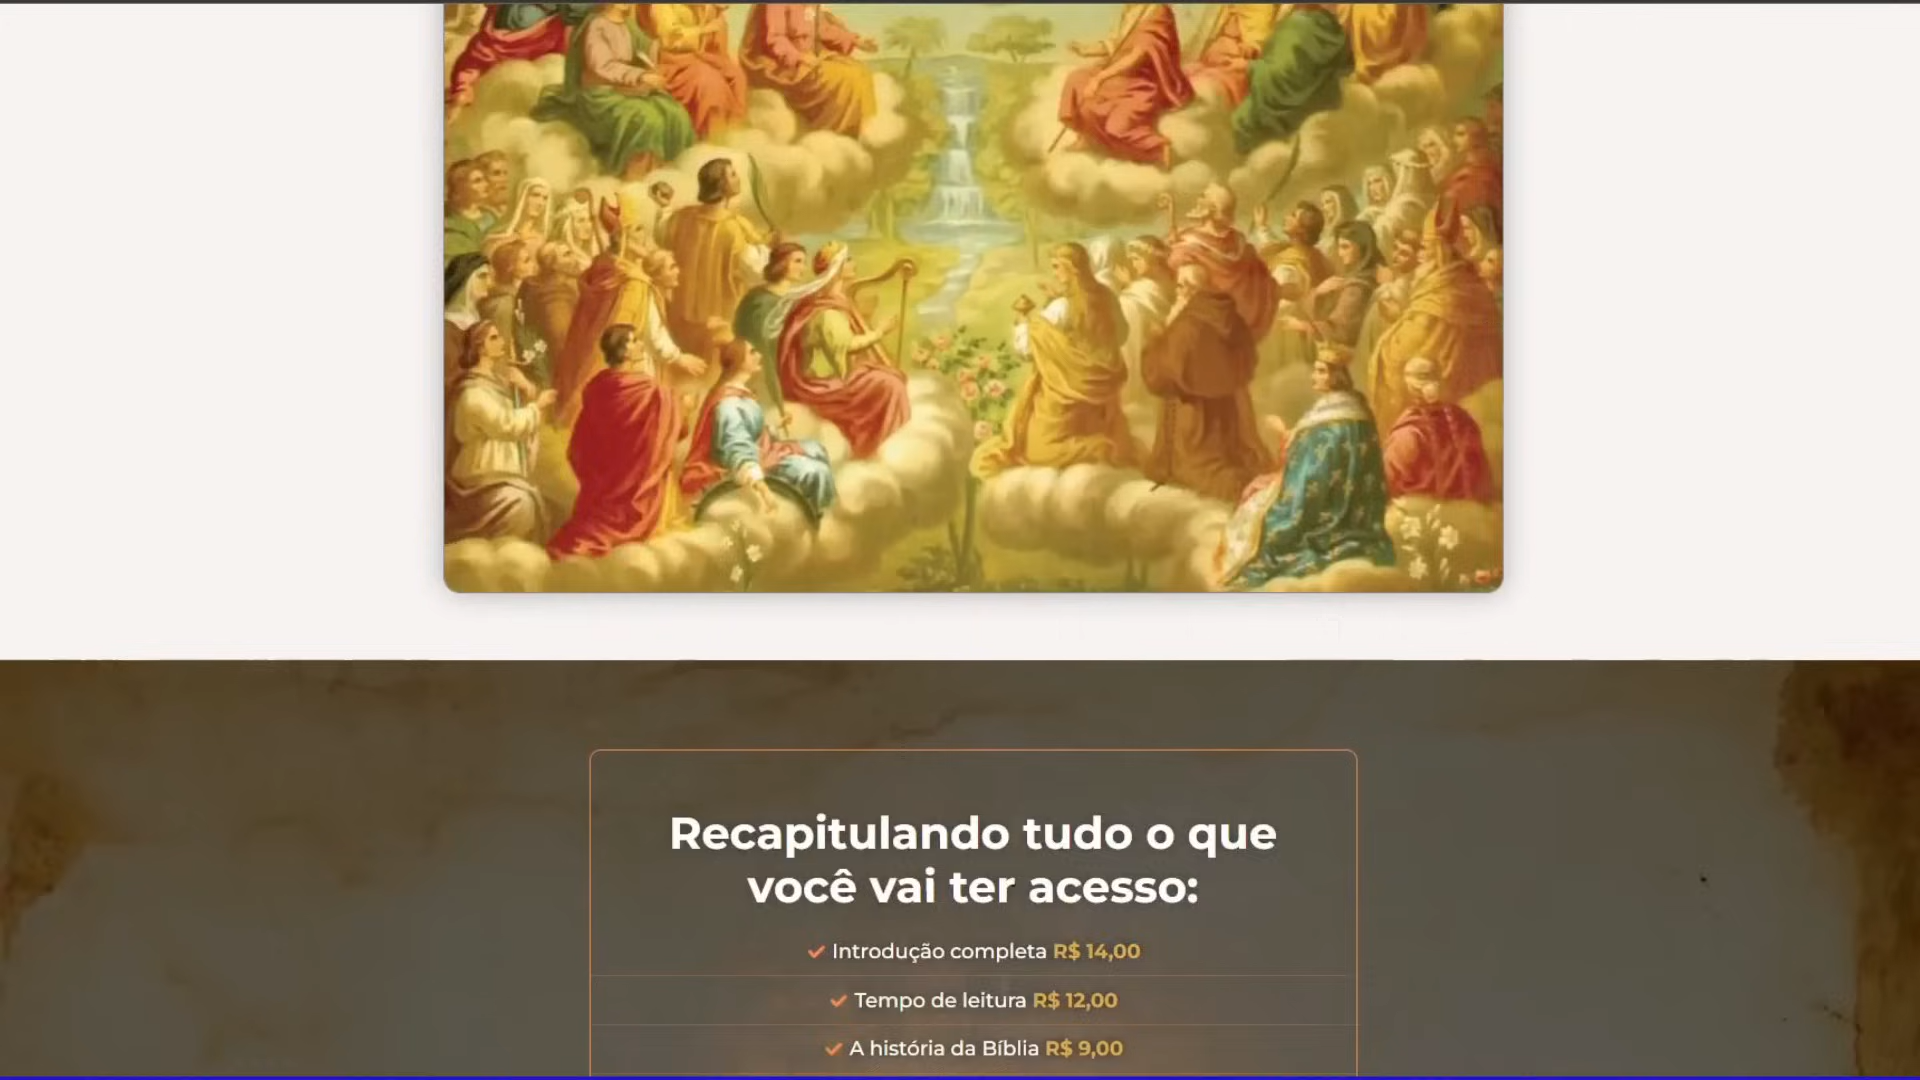 Recapitulando tudo o que
você vai ter acesso:
Introdução completa R$ 14,00
Tempo de leitura R$ 12,00
A história da Bíblia R$ 9,00